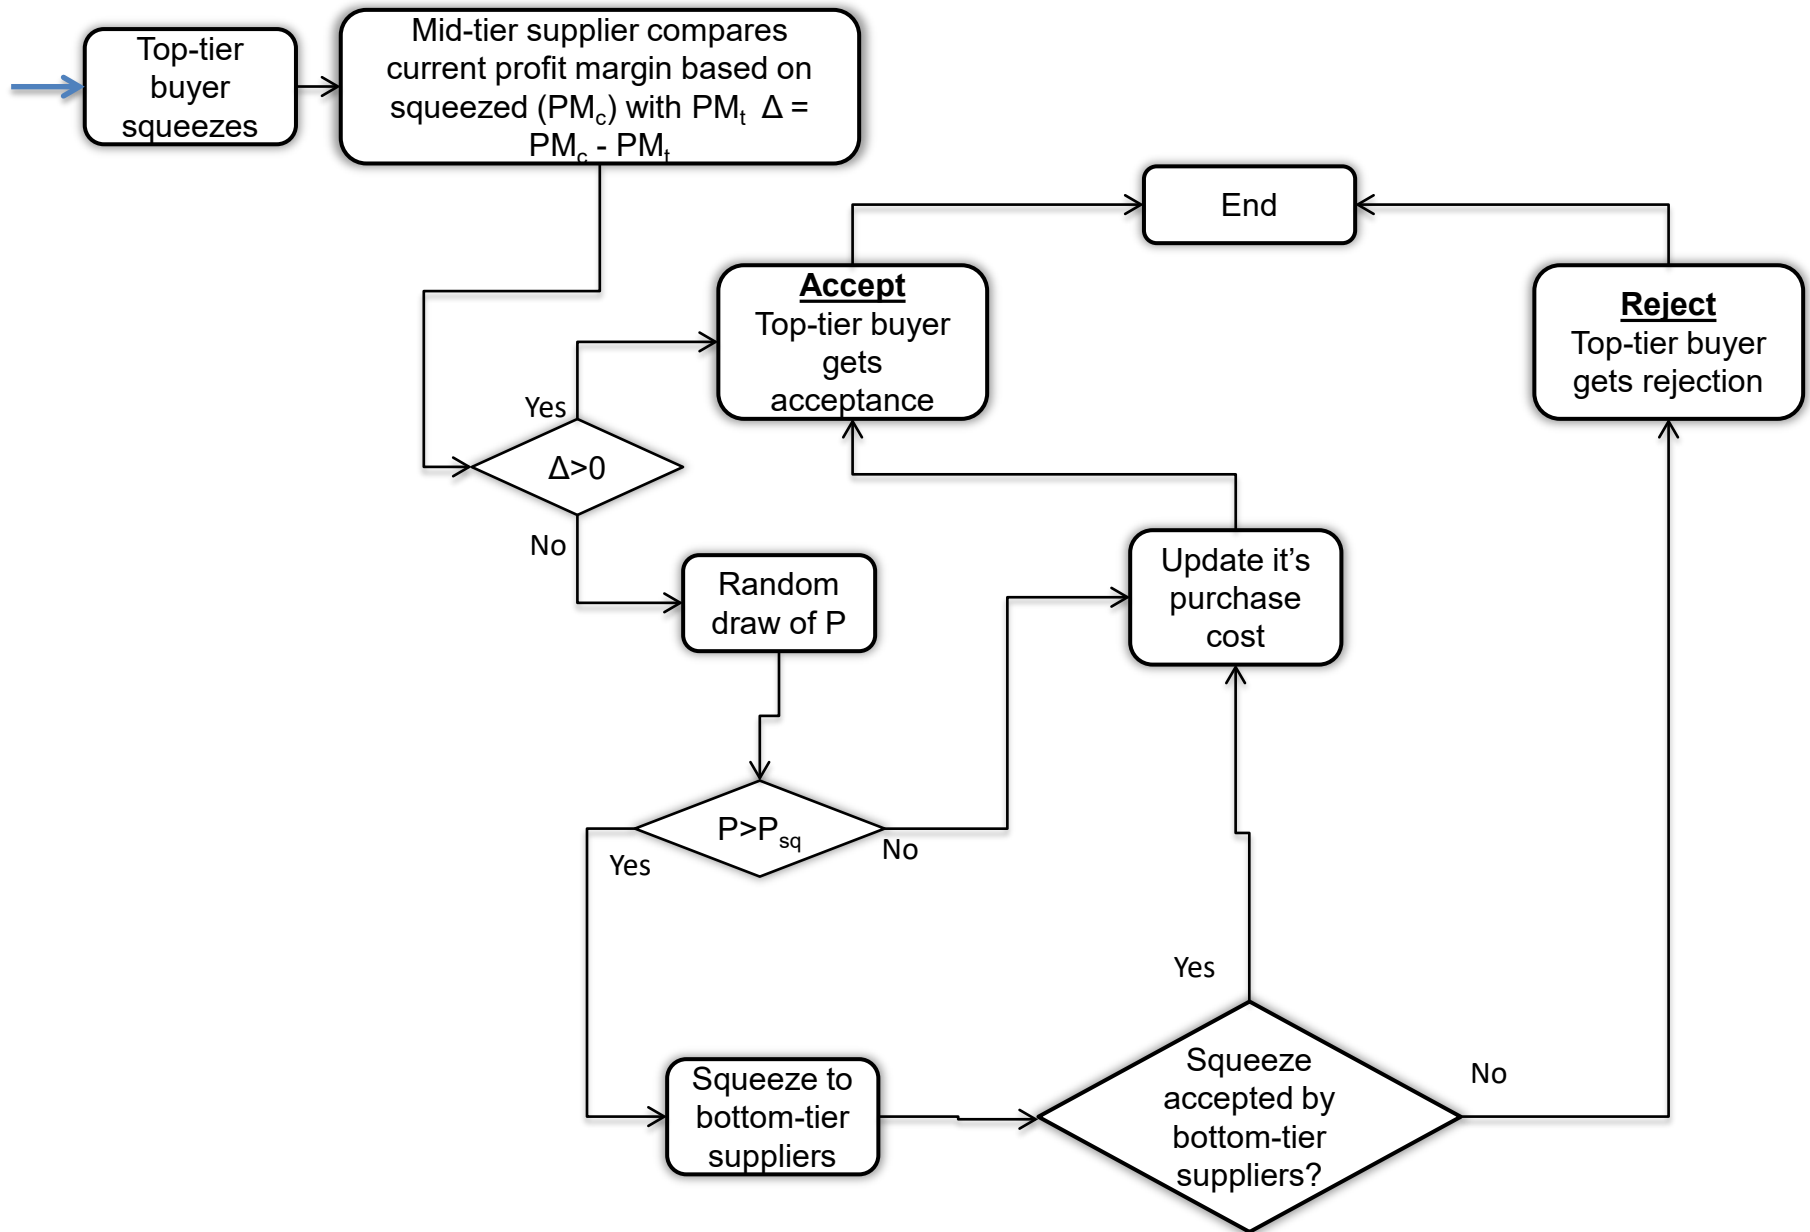 Top-tier
buyer
squeezes
Mid-tier supplier compares
current profit margin based on
squeezed (PMc) with PMt Δ =
PMc - PMt
End
Accept
Top-tier buyer
gets
acceptance
Reject
Top-tier buyer
gets rejection
Yes
Δ>0
No
Random
draw of P
Update it’s
purchase
cost
P>Psq
Yes
No
Yes
Squeeze to
bottom-tier
suppliers
Squeeze
accepted by
bottom-tier
suppliers?
No